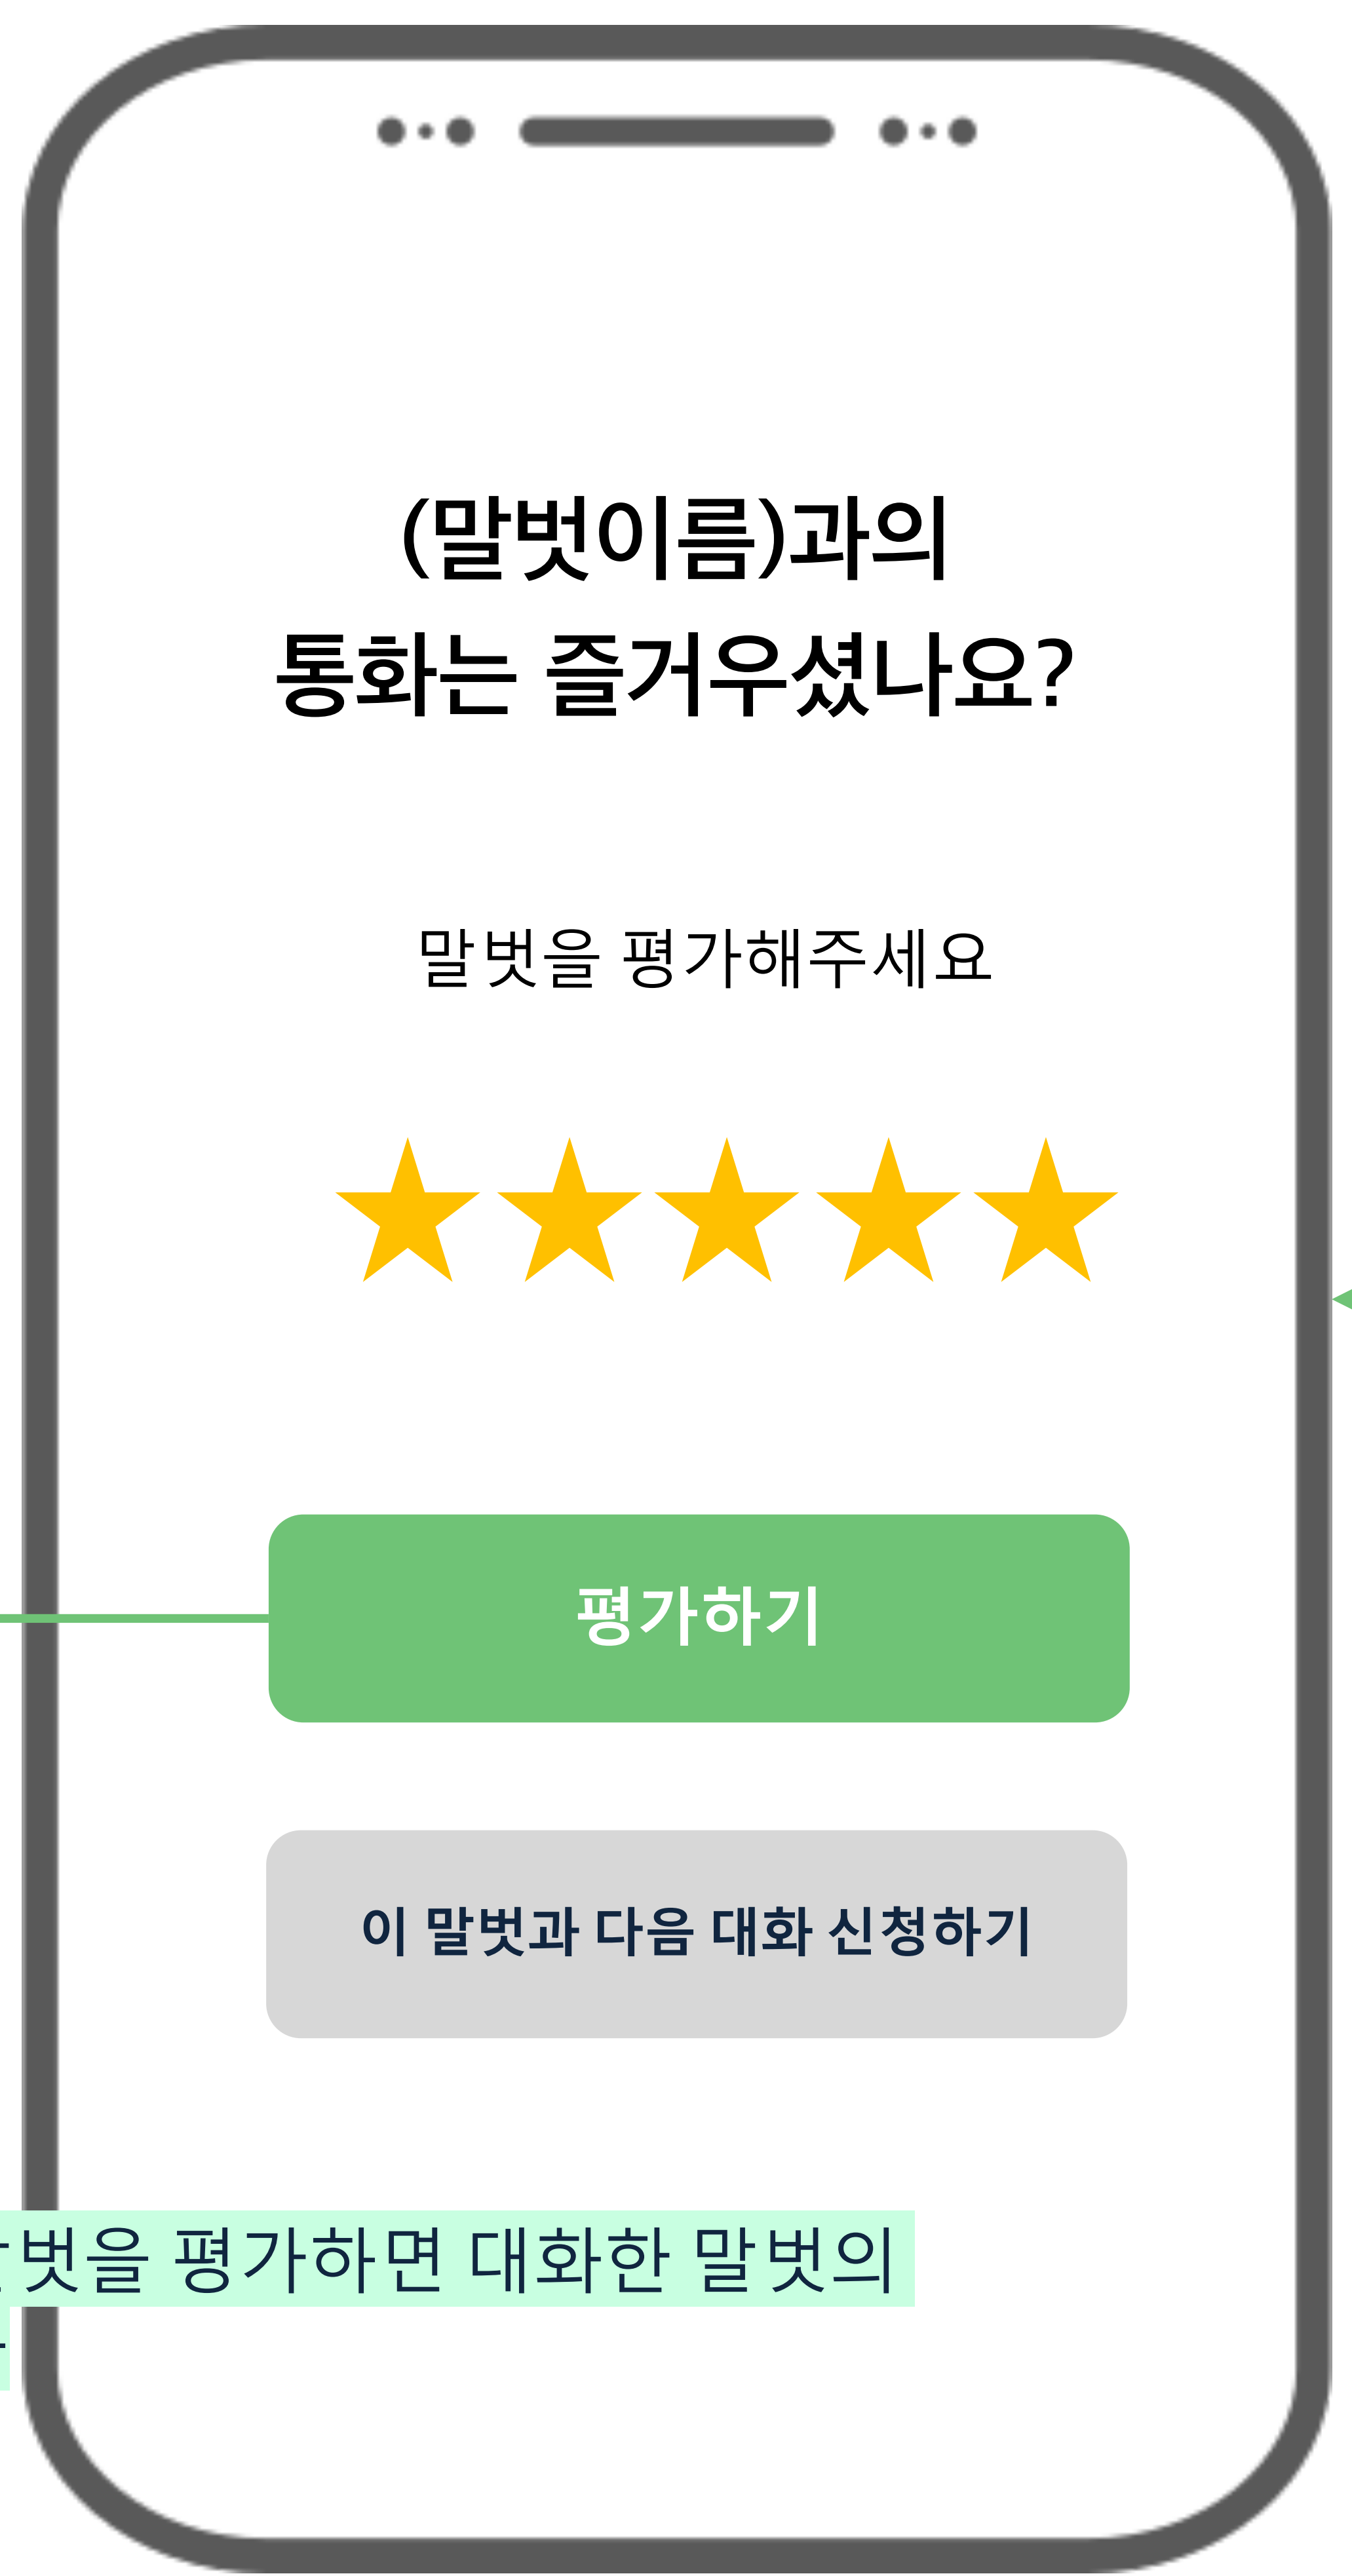 (말벗이름)과의
통화는 즐거우셨나요?
말벗을 평가해주세요
평가하기
이 말벗과 다음 대화 신청하기
벗을 평가하면 대화한 말벗의